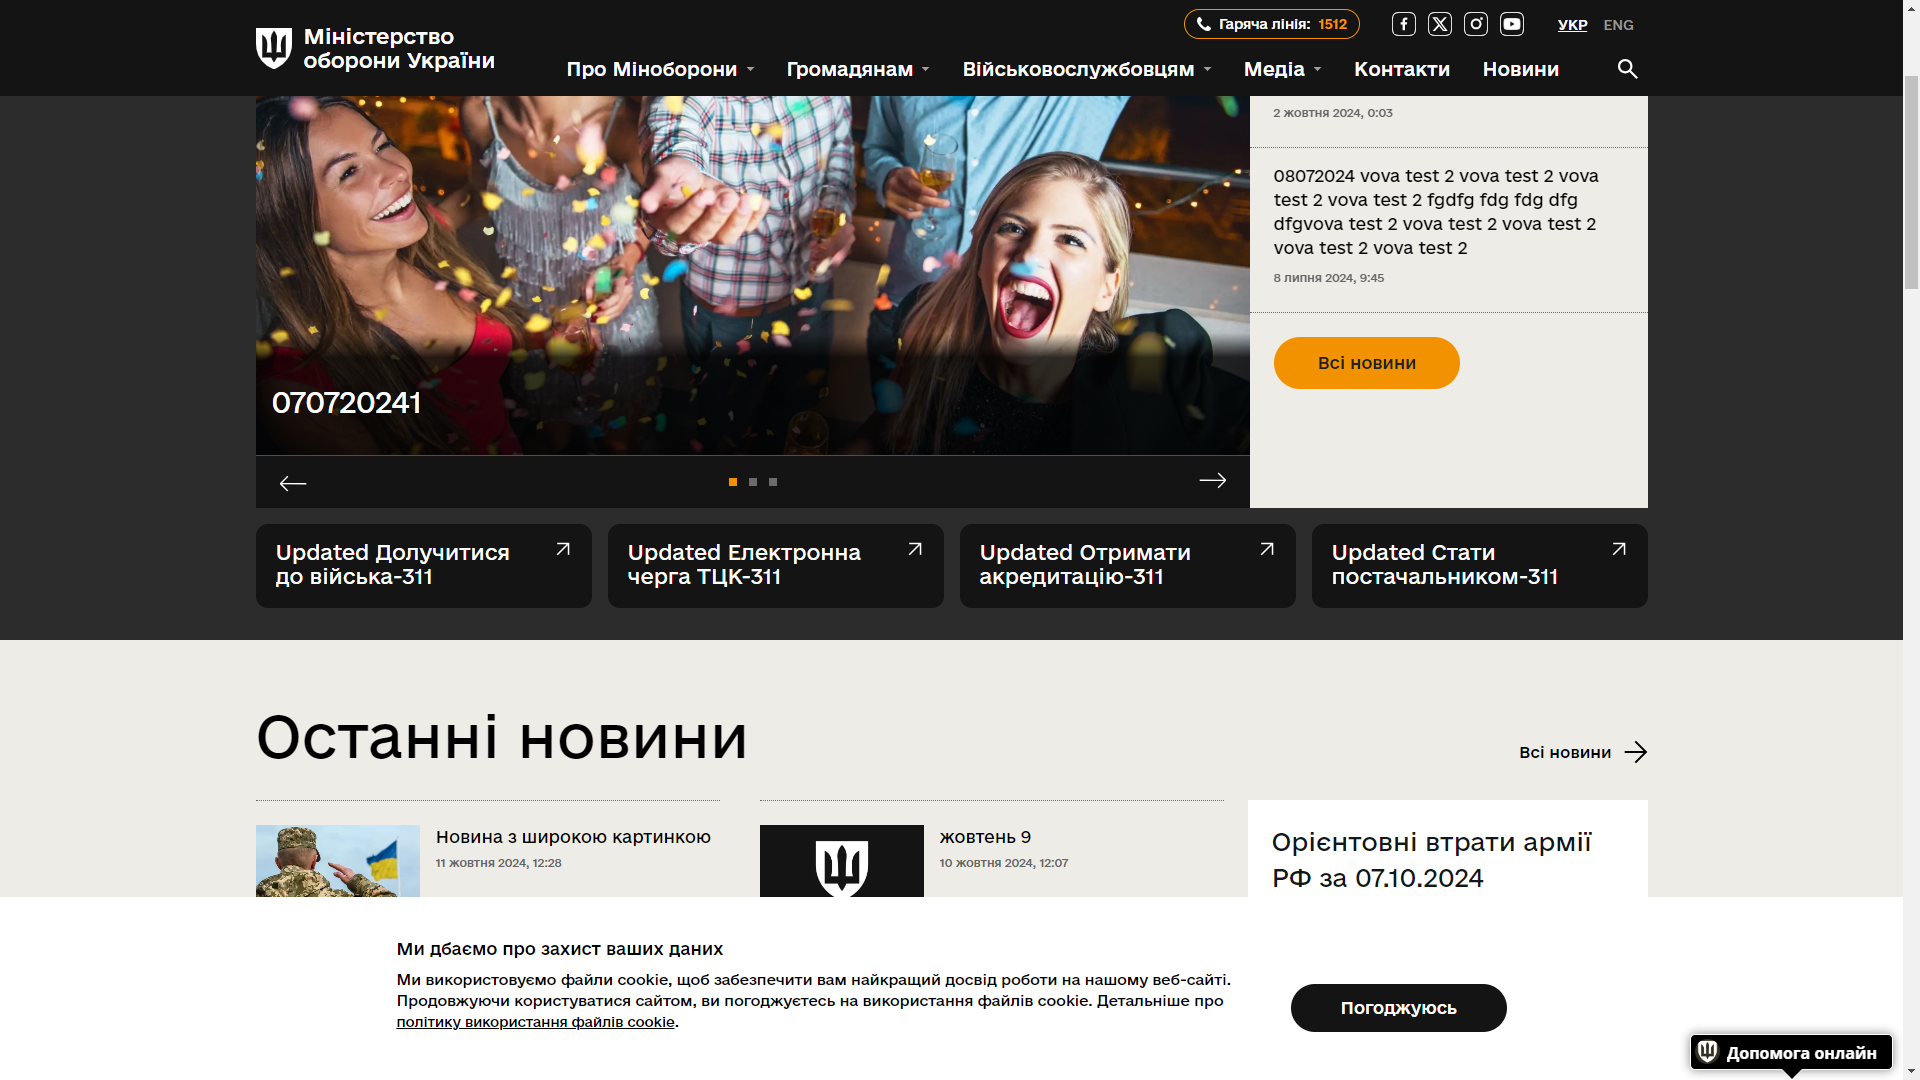 Міністерство
оборони України
Гаряча лінія: 1512
УКР ENG
Про Міноборони
Громадянам
Військовослужбовцям
Медіа
Контакти
Новини
2 жовтня 2024, 0:03
08072024 vova test 2 vova test 2 vova
test 2 vova test 2 fgdfg fdg fdg dfg
dfgvova test 2 vova test 2 vova test 2
vova test 2 vova test 2
8 липня 2024, 9:45
Всі новини
070720241
Updated Долучитися
до війська-311
Updated Електронна
черга ТЦК-311
Updated Отримати
акредитацію-311
Updated Стати
постачальником-311
Останні новини
Всі новини
Новина з широкою картинкою
11 жовтня 2024, 12:28
жовтень 9
10 жовтня 2024, 12:07
Орієнтовні втрати армії
РФ за 07.10.2024
Ми дбаємо про захист ваших даних
Ми використовуємо файли cookie, щоб забезпечити вам найкращий досвід роботи на нашому веб-сайті.
Продовжуючи користуватися сайтом, ви погоджуєтесь на використання файлів cookie. Детальніше про
політику використання файлів cookie.
Погоджуюсь
Допомога онлайн